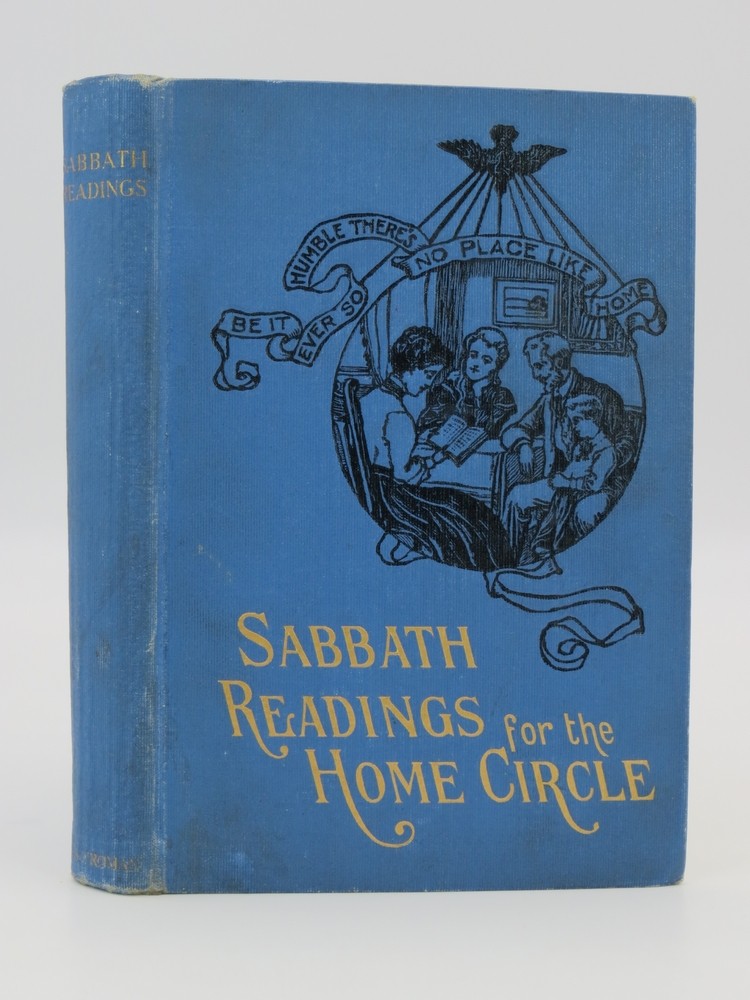 SABBATH
READINGS
BE IT EVER SO HUMBLE THERE'S NO PLACE LIKE HOME
SABBATH
READINGS for the
HOME CIRCLE